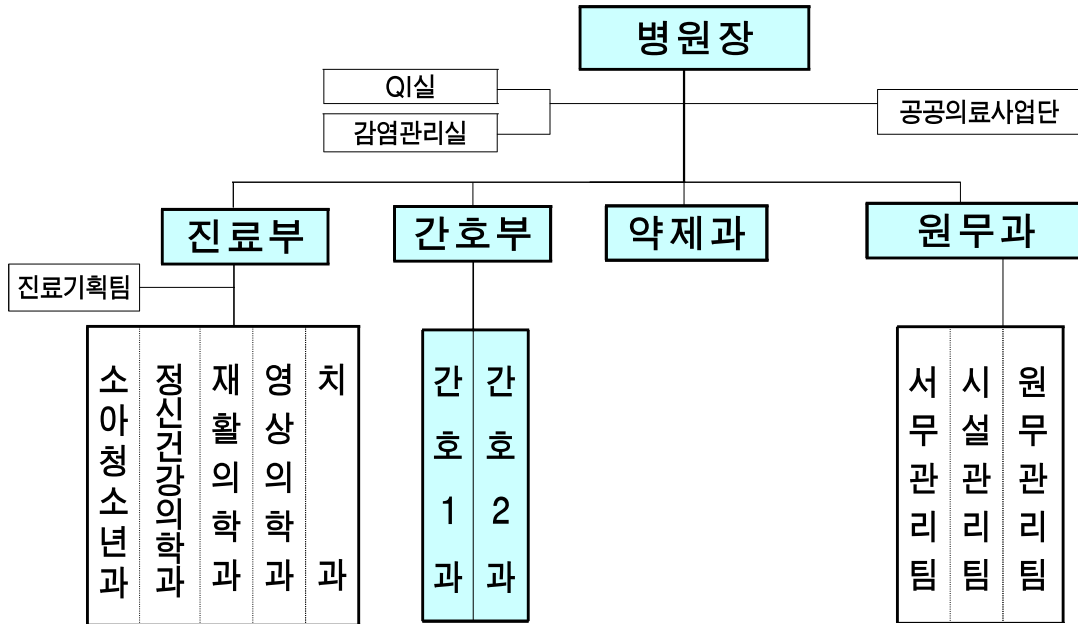 병원장
QI실
감염관리실
공공의료사업단
진료부
간호부
약제과
원무과
진료기획팀
소아청소년과
정신건강의학과
재활의학과
영상의학과
치과
간호1과
간호2과
서무관리팀
시설관리팀
원무관리팀